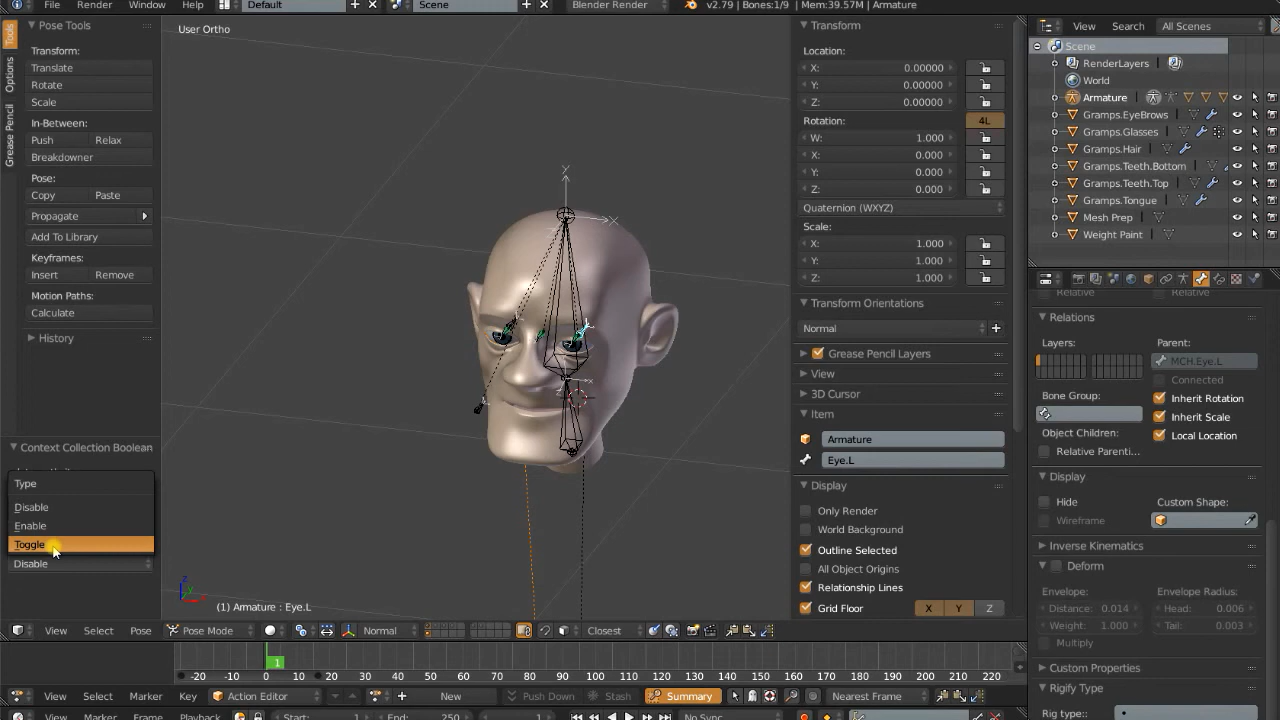 File Render Window Help Default Scene Blender Render v2.79 | Bones:1/9 | Mem:39.57M | Armature
Tools
Options
Grease Pencil
Pose Tools
Transform:
Translate
Rotate
Scale
In-Between:
Push Relax
Breakdowner
Pose:
Copy Paste
Propagate
Add To Library
Keyframes:
Insert Remove
Motion Paths:
Calculate
History
Context Collection Boolean
Type
Disable
Enable
Toggle
Disable
User Ortho
Y
X
z
y
x
(1) Armature : Eye.L
View Select Pose Pose Mode Normal Closest
Transform
Location:
X: 0.00000
Y: 0.00000
Z: 0.00000
Rotation: 4L
W: 1.000
X: 0.000
Y: 0.000
Z: 0.000
Quaternion (WXYZ)
Scale:
X: 1.000
Y: 1.000
Z: 1.000
Transform Orientations
Normal
Grease Pencil Layers
View
3D Cursor
Item
Armature
Eye.L
Display
Only Render
World Background
Outline Selected
All Object Origins
Relationship Lines
Grid Floor X Y Z
View Search All Scenes
Scene
RenderLayers
World
Armature
Gramps.EyeBrows
Gramps.Glasses
Gramps.Hair
Gramps.Teeth.Bottom
Gramps.Teeth.Top
Gramps.Tongue
Mesh Prep
Weight Paint
Relative Relative
Relations
Layers: Parent:
MCH.Eye.L
Connected
Bone Group: Inherit Rotation
Inherit Scale
Object Children: Local Location
Relative Parenti...
Display
Hide Custom Shape:
Wireframe
Inverse Kinematics
Deform
Envelope: Envelope Radius:
Distance: 0.014 Head: 0.006
Weight: 1.000 Tail: 0.003
Multiply
Custom Properties
Rigify Type
Rig type:
1
-20 -10 0 10 20 30 40 50 60 70 80 90 100 110 120 130 140 150 160 170 180 190 200 210 220
View Select Marker Key Action Editor New Push Down Stash Summary Nearest Frame
View Marker Frame Playback Start: 1 End: 250 1 No Sync